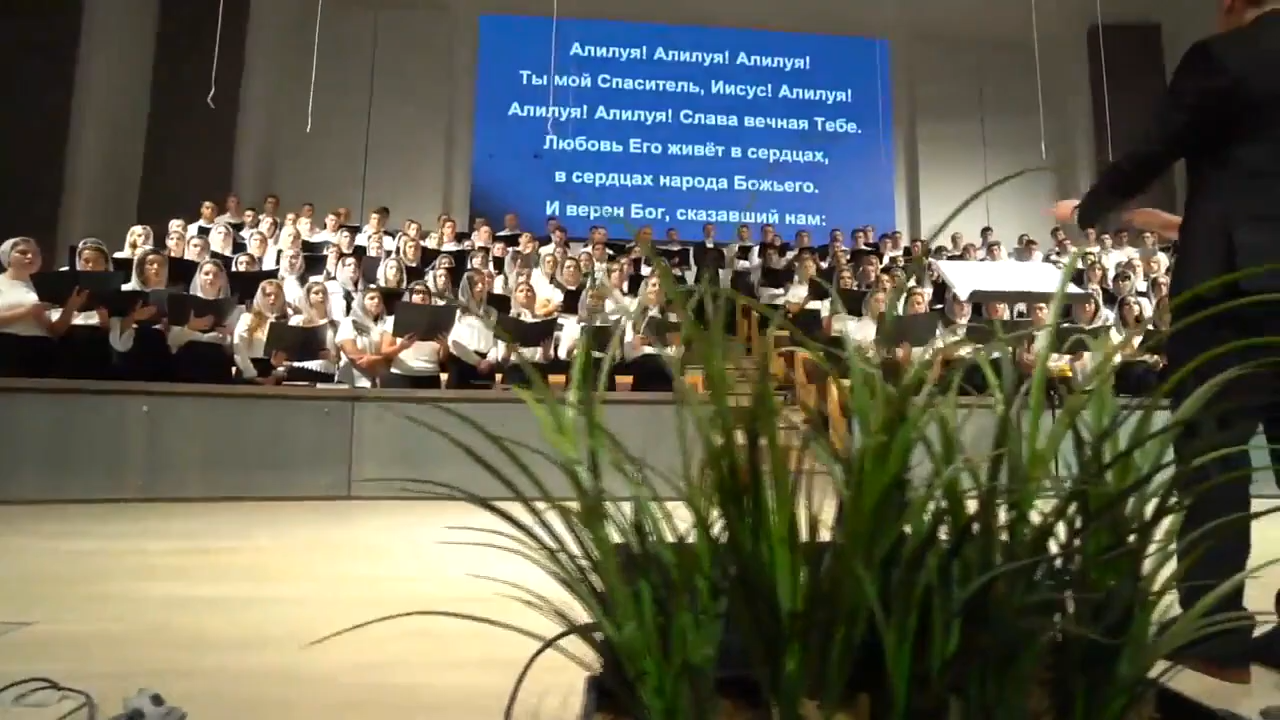 Алилуя! Алилуя! Алилуя!
Ты мой Спаситель, Иисус! Алилуя!
Алилуя! Алилуя! Слава вечная Тебе.
Любовь Его живёт в сердцах,
в сердцах народа Божьего.
И верен Бог, сказавший нам: